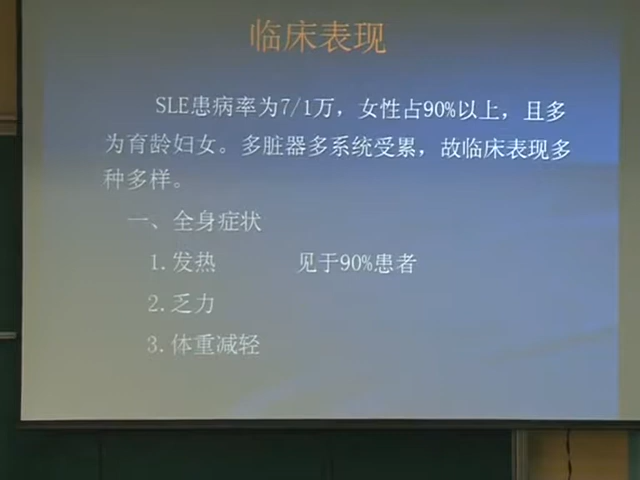 临床表现
SLE患病率为7/1万，女性占90%以上，且多
为育龄妇女。多脏器多系统受累，故临床表现多
种多样。
一、全身症状
1.发热 见于90%患者
2.乏力
3.体重减轻